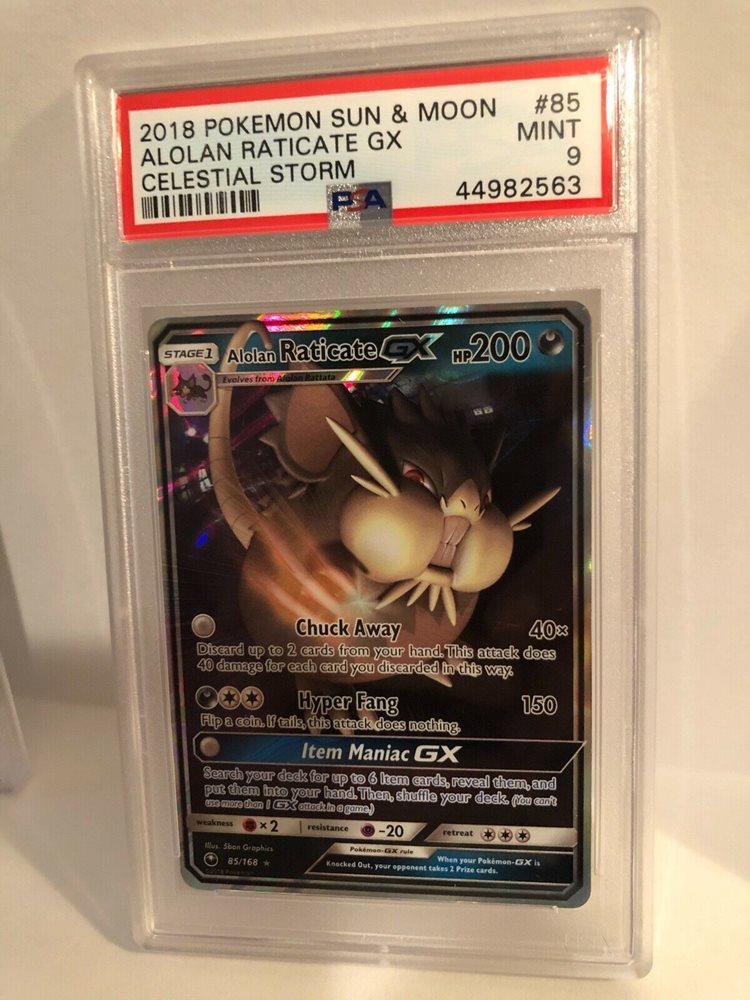 2018 POKEMON SUN & MOON #85
ALOLAN RATICATE GX MINT
CELESTIAL STORM 9
PSA 44982563
STAGE 1 Alolan Raticate GX HP 200
Evolves from Alolan Rattata
Chuck Away 40×
Discard up to 2 cards from your hand. This attack does
40 damage for each card you discarded in this way.
Hyper Fang 150
Flip a coin. If tails, this attack does nothing.
Item Maniac GX
Search your deck for up to 6 Item cards, reveal them, and
put them into your hand. Then, shuffle your deck. (You can't
use more than 1 GX attack in a game.)
weakness ×2 resistance -20 retreat
Illus. 5ban Graphics
Pokémon-GX rule
When your Pokémon-GX is
85/168 Knocked Out, your opponent takes 2 Prize cards.
©2018 Pokémon